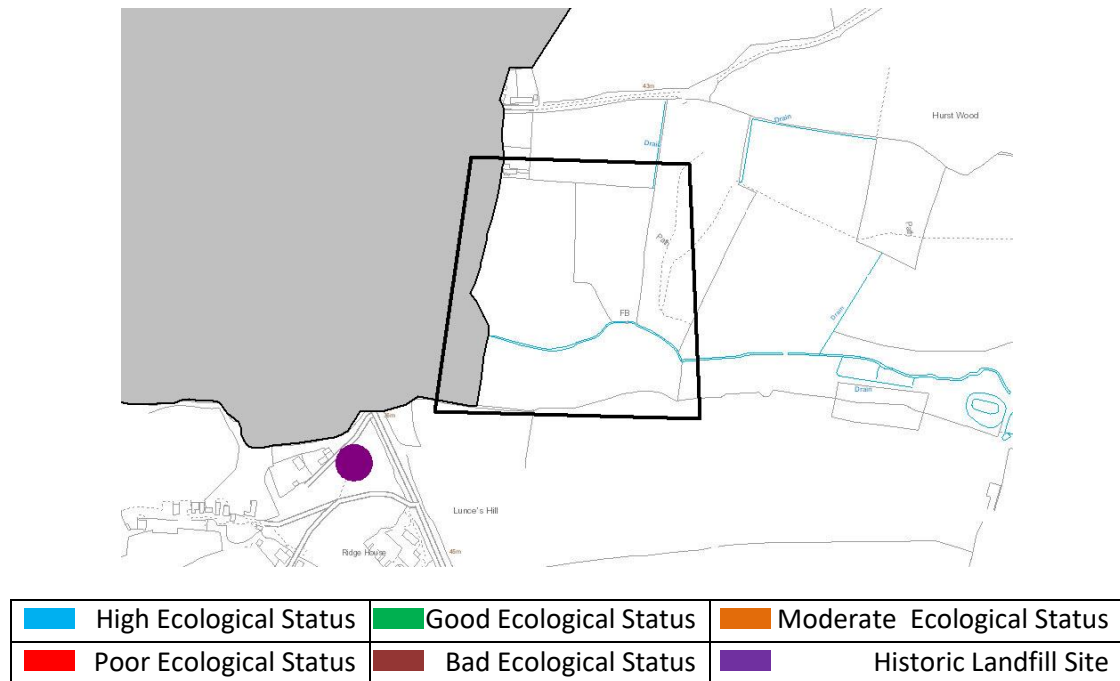 43m
Hurst Wood
Drain
Drain
Path
Path
Drain
FB
Drain
Lunce's Hill
Ridge House
45m
High Ecological Status
Good Ecological Status
Moderate Ecological Status
Poor Ecological Status
Bad Ecological Status
Historic Landfill Site